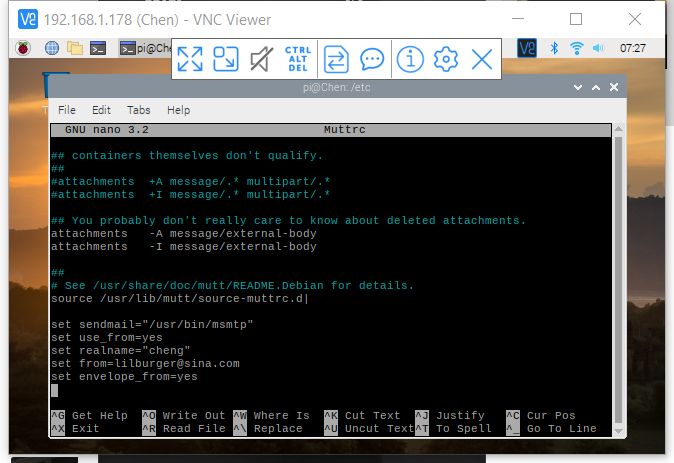 192.168.1.178 (Chen) - VNC Viewer
pi@Che
CTRL
ALT
DEL
07:27
pi@Chen: /etc
File Edit Tabs Help
GNU nano 3.2 Muttrc
## containers themselves don't qualify.
##
#attachments +A message/.* multipart/.*
#attachments +I message/.* multipart/.*
## You probably don't really care to know about deleted attachments.
attachments -A message/external-body
attachments -I message/external-body
##
# See /usr/share/doc/mutt/README.Debian for details.
source /usr/lib/mutt/source-muttrc.d|
set sendmail="/usr/bin/msmtp"
set use_from=yes
set realname="cheng"
set from=lilburger@sina.com
set envelope_from=yes
^G Get Help ^O Write Out ^W Where Is ^K Cut Text ^J Justify ^C Cur Pos
^X Exit ^R Read File ^\ Replace ^U Uncut Text ^T To Spell ^_ Go To Line